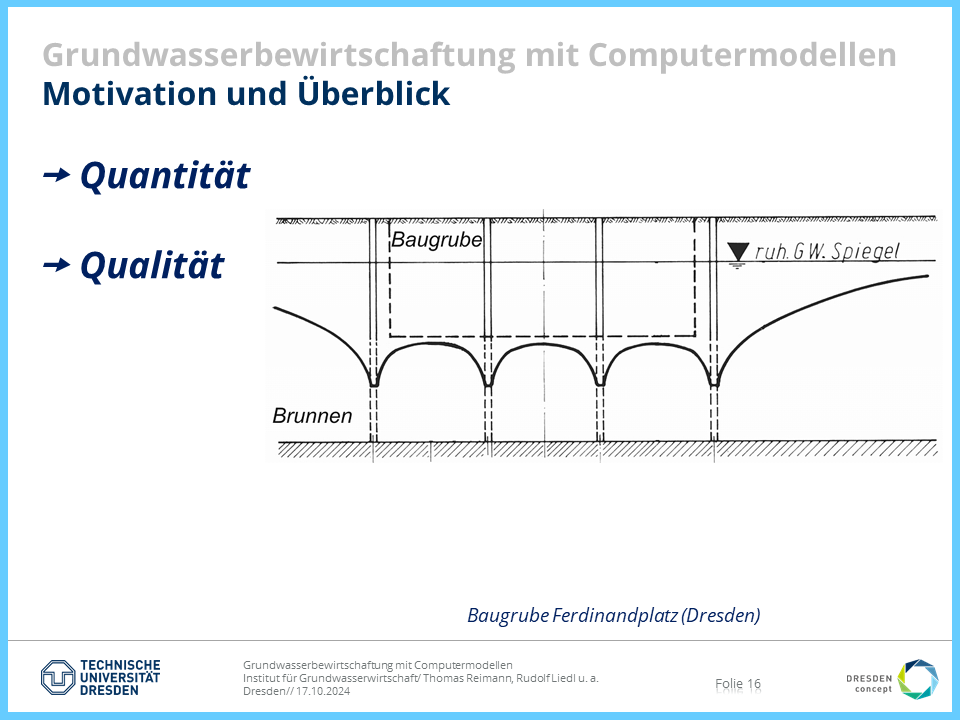 Grundwasserbewirtschaftung mit Computermodellen
Motivation und Überblick
➙ Quantität
➙ Qualität
Baugrube
ruh. GW. Spiegel
Brunnen
Baugrube Ferdinandplatz (Dresden)
TECHNISCHE
UNIVERSITÄT
DRESDEN
Grundwasserbewirtschaftung mit Computermodellen
Institut für Grundwasserwirtschaft/ Thomas Reimann, Rudolf Liedl u. a.
Dresden// 17.10.2024
Folie 16
DRESDEN
concept